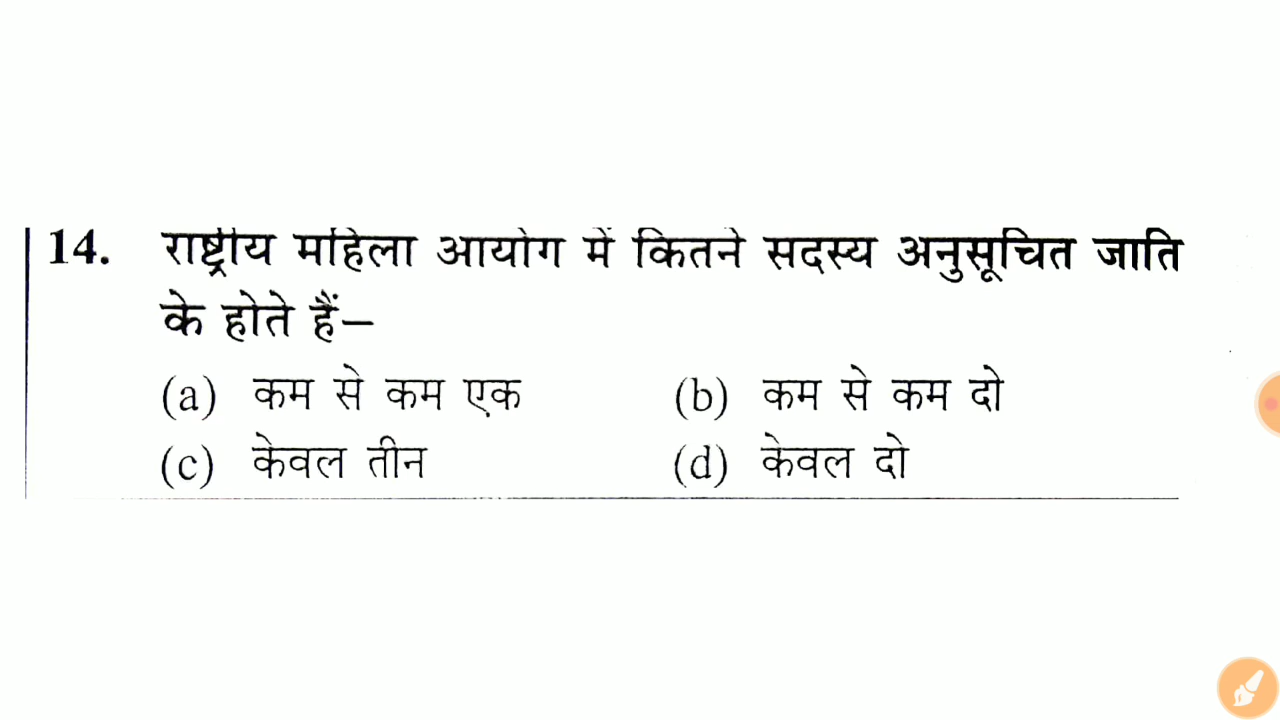 14. राष्ट्रीय महिला आयोग में कितने सदस्य अनुसूचित जाति
के होते हैं–
(a) कम से कम एक (b) कम से कम दो
(c) केवल तीन (d) केवल दो